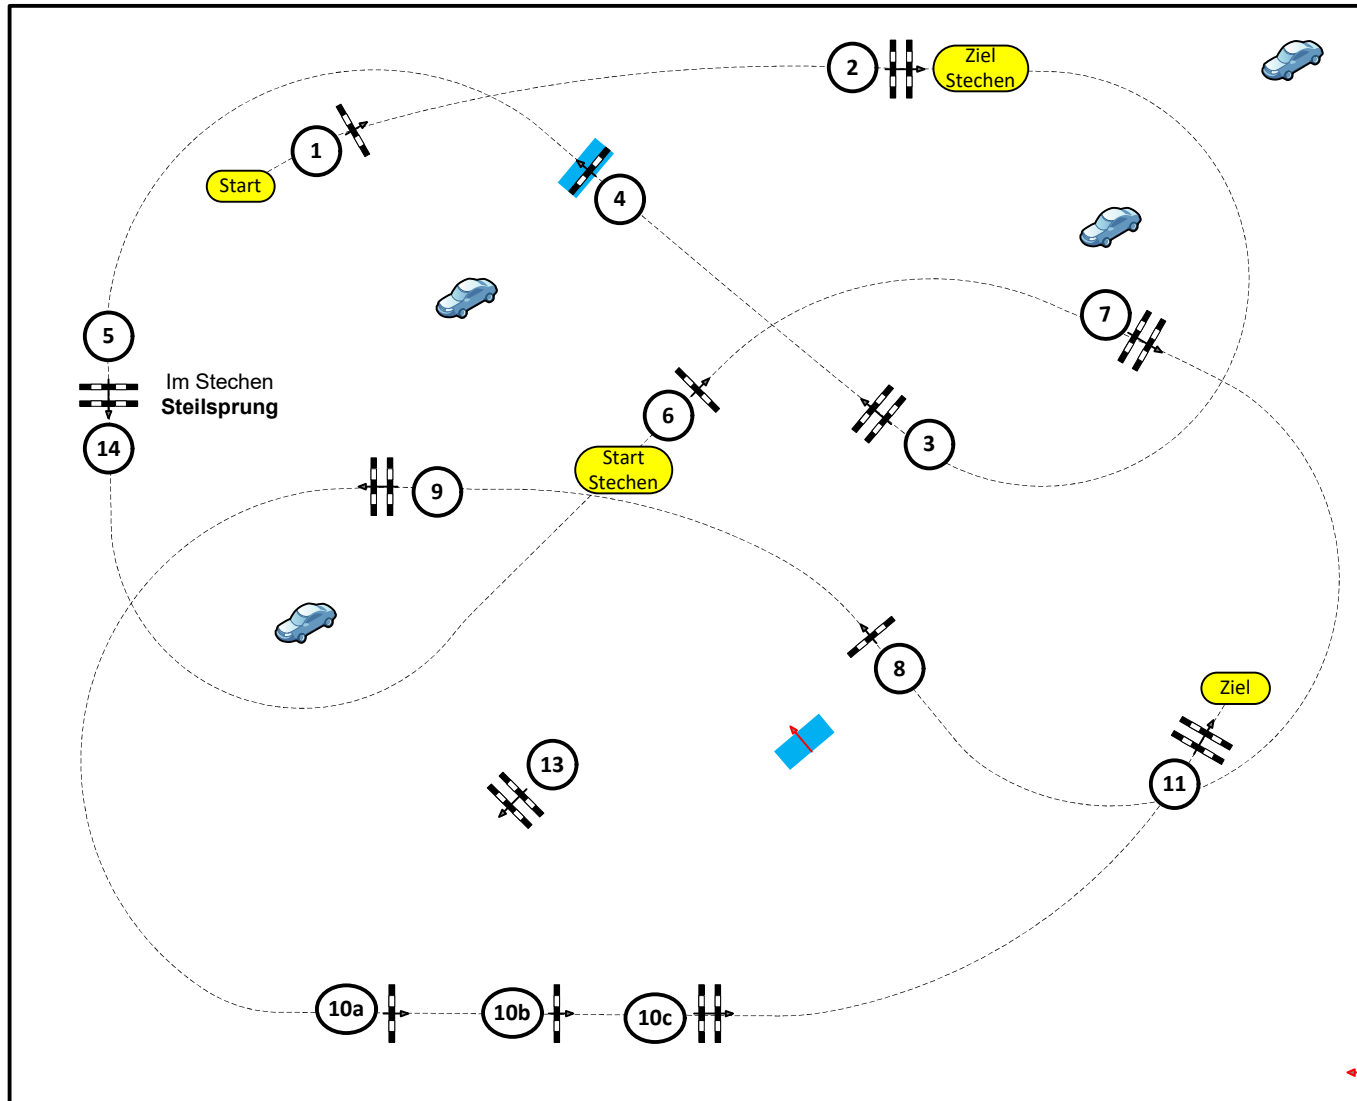 2
Ziel
Stechen
1
Start
4
7
5
Im Stechen
Steilsprung
6
3
14
Start
Stechen
9
8
Ziel
13
11
10a
10b
10c